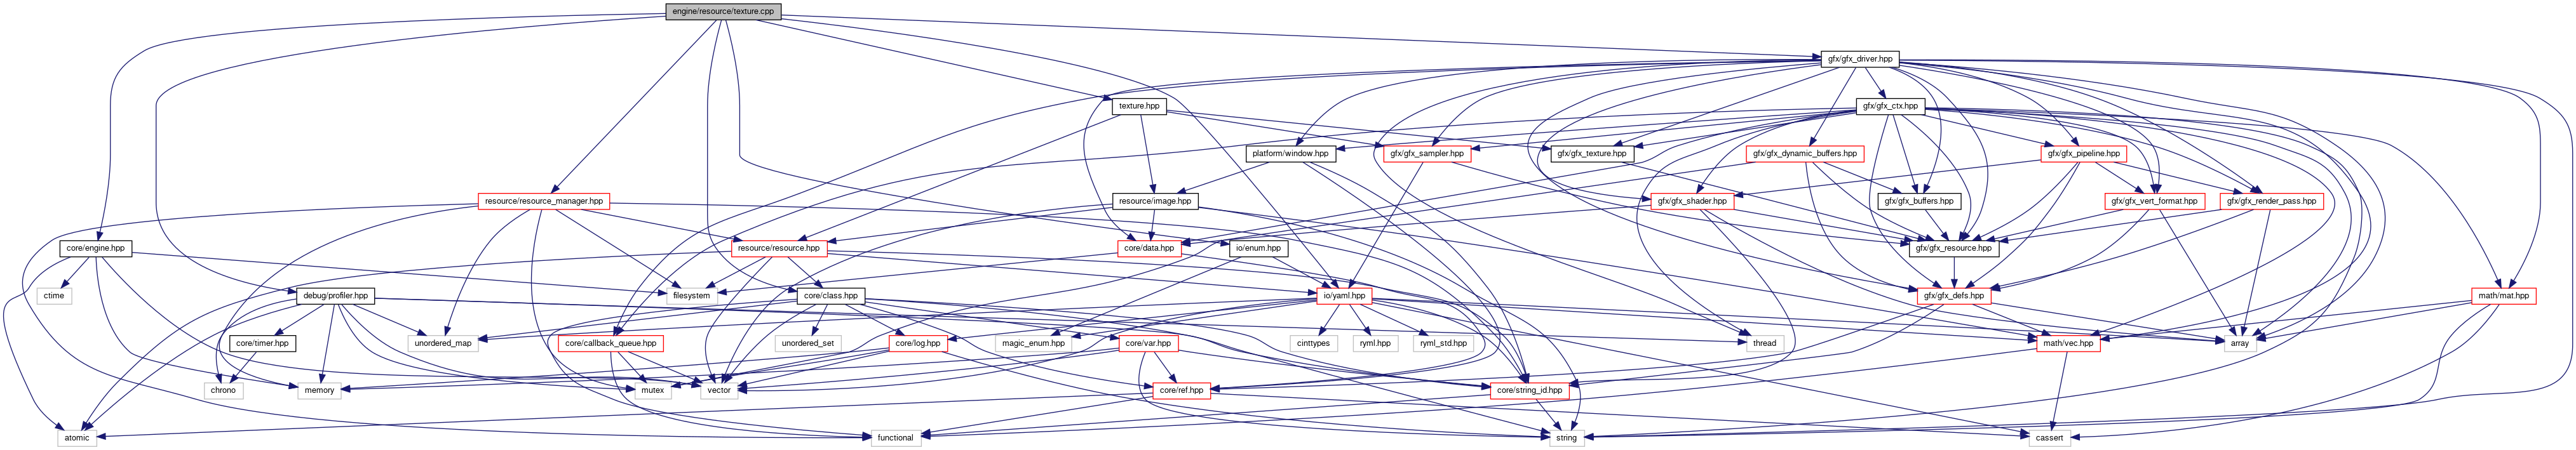 engine/resource/texture.cpp
gfx/gfx_driver.hpp
texture.hpp
gfx/gfx_ctx.hpp
platform/window.hpp
gfx/gfx_sampler.hpp
gfx/gfx_texture.hpp
gfx/gfx_dynamic_buffers.hpp
gfx/gfx_pipeline.hpp
resource/resource_manager.hpp
resource/image.hpp
gfx/gfx_shader.hpp
gfx/gfx_buffers.hpp
gfx/gfx_vert_format.hpp
gfx/gfx_render_pass.hpp
core/engine.hpp
resource/resource.hpp
core/data.hpp
io/enum.hpp
gfx/gfx_resource.hpp
ctime
debug/profiler.hpp
filesystem
core/class.hpp
io/yaml.hpp
gfx/gfx_defs.hpp
math/mat.hpp
core/timer.hpp
unordered_map
core/callback_queue.hpp
unordered_set
core/log.hpp
magic_enum.hpp
core/var.hpp
cinttypes
ryml.hpp
ryml_std.hpp
thread
math/vec.hpp
array
chrono
memory
mutex
vector
core/ref.hpp
core/string_id.hpp
atomic
functional
string
cassert